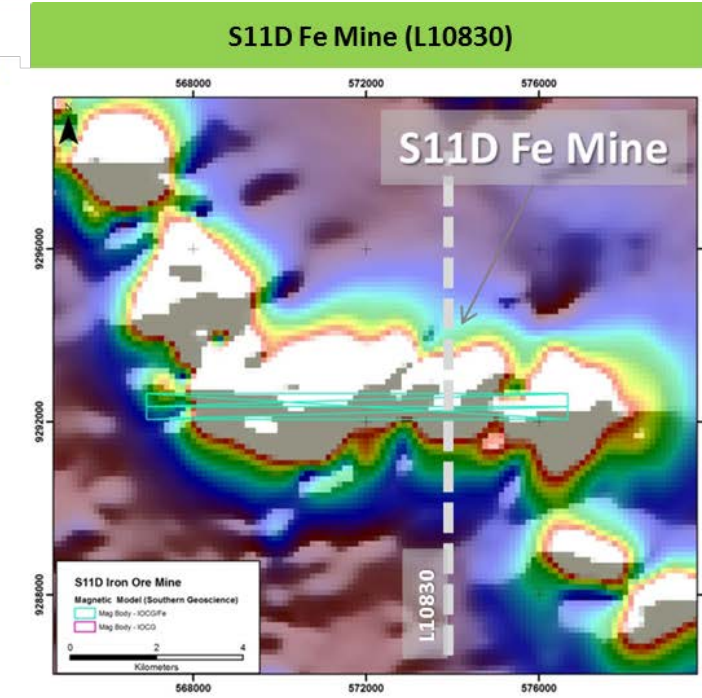 S11D Fe Mine (L10830)
568000 572000 576000
S11D Fe Mine
9296000
9292000
9288000
L10830
S11D Iron Ore Mine
Magnetic Model (Southern Geoscience)
Mag Body - IOCG/Fe
Mag Body - IOCG
0 2 4
Kilometers
568000 572000 576000